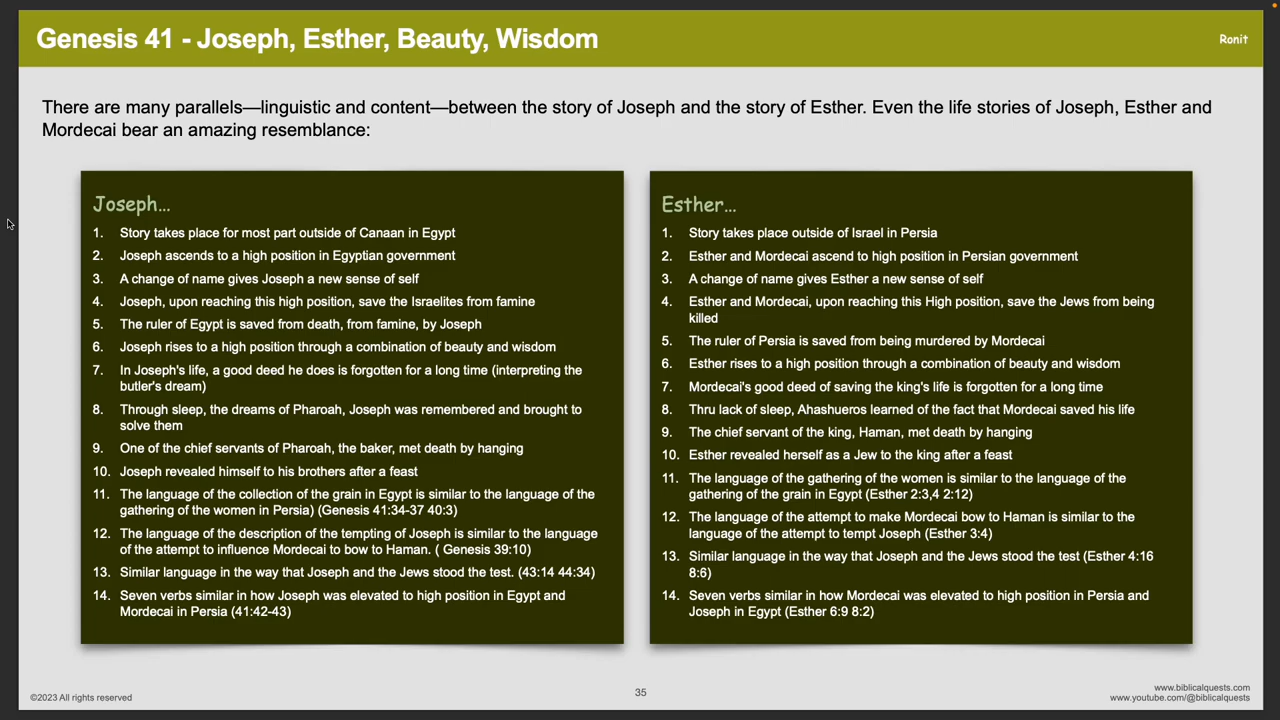 Genesis 41 - Joseph, Esther, Beauty, Wisdom
Ronit
There are many parallels—linguistic and content—between the story of Joseph and the story of Esther. Even the life stories of Joseph, Esther and
Mordecai bear an amazing resemblance:
Joseph...
1. Story takes place for most part outside of Canaan in Egypt
2. Joseph ascends to a high position in Egyptian government
3. A change of name gives Joseph a new sense of self
4. Joseph, upon reaching this high position, save the Israelites from famine
5. The ruler of Egypt is saved from death, from famine, by Joseph
6. Joseph rises to a high position through a combination of beauty and wisdom
7. In Joseph's life, a good deed he does is forgotten for a long time (interpreting the
butler's dream)
8. Through sleep, the dreams of Pharoah, Joseph was remembered and brought to
solve them
9. One of the chief servants of Pharoah, the baker, met death by hanging
10. Joseph revealed himself to his brothers after a feast
11. The language of the collection of the grain in Egypt is similar to the language of the
gathering of the women in Persia) (Genesis 41:34-37 40:3)
12. The language of the description of the tempting of Joseph is similar to the language
of the attempt to influence Mordecai to bow to Haman. ( Genesis 39:10)
13. Similar language in the way that Joseph and the Jews stood the test. (43:14 44:34)
14. Seven verbs similar in how Joseph was elevated to high position in Egypt and
Mordecai in Persia (41:42-43)
Esther...
1. Story takes place outside of Israel in Persia
2. Esther and Mordecai ascend to high position in Persian government
3. A change of name gives Esther a new sense of self
4. Esther and Mordecai, upon reaching this High position, save the Jews from being
killed
5. The ruler of Persia is saved from being murdered by Mordecai
6. Esther rises to a high position through a combination of beauty and wisdom
7. Mordecai's good deed of saving the king's life is forgotten for a long time
8. Thru lack of sleep, Ahashueros learned of the fact that Mordecai saved his life
9. The chief servant of the king, Haman, met death by hanging
10. Esther revealed herself as a Jew to the king after a feast
11. The language of the gathering of the women is similar to the language of the
gathering of the grain in Egypt (Esther 2:3,4 2:12)
12. The language of the attempt to make Mordecai bow to Haman is similar to the
language of the attempt to tempt Joseph (Esther 3:4)
13. Similar language in the way that Joseph and the Jews stood the test (Esther 4:16
8:6)
14. Seven verbs similar in how Mordecai was elevated to high position in Persia and
Joseph in Egypt (Esther 6:9 8:2)
©2023 All rights reserved
35
www.biblicalquests.com
www.youtube.com/@biblicalquests